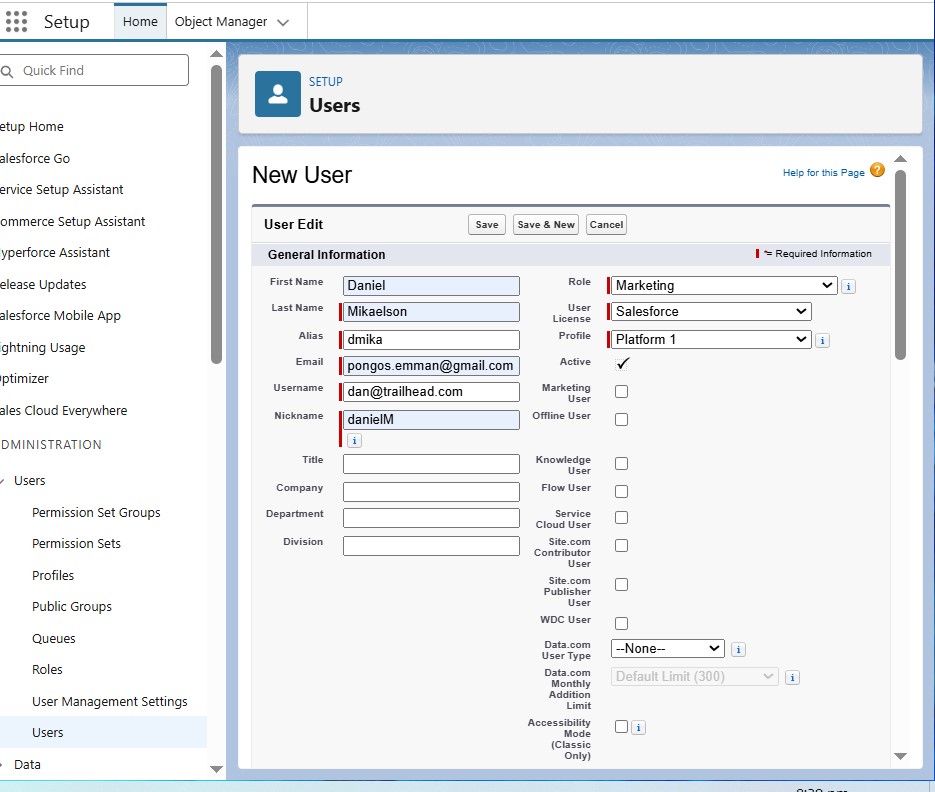 Setup
Home
Object Manager
Quick Find
etup Home
alesforce Go
ervice Setup Assistant
ommerce Setup Assistant
yperforce Assistant
elease Updates
alesforce Mobile App
ightning Usage
ptimizer
ales Cloud Everywhere
DMINISTRATION
Users
Permission Set Groups
Permission Sets
Profiles
Public Groups
Queues
Roles
User Management Settings
Users
Data
SETUP
Users
New User
Help for this Page ?
User Edit
Save
Save & New
Cancel
General Information
= Required Information
First Name
Daniel
Role
Marketing
i
Last Name
Mikaelson
User
License
Salesforce
Alias
dmika
Profile
Platform 1
i
Email
pongos.emman@gmail.com
Active
Username
dan@trailhead.com
Marketing
User
Nickname
danielM
i
Offline User
Title
Knowledge
User
Company
Flow User
Department
Service
Cloud User
Division
Site.com
Contributor
User
Site.com
Publisher
User
WDC User
Data.com
User Type
--None--
i
Data.com
Monthly
Addition
Limit
Default Limit (300)
i
Accessibility
Mode
(Classic
Only)
i